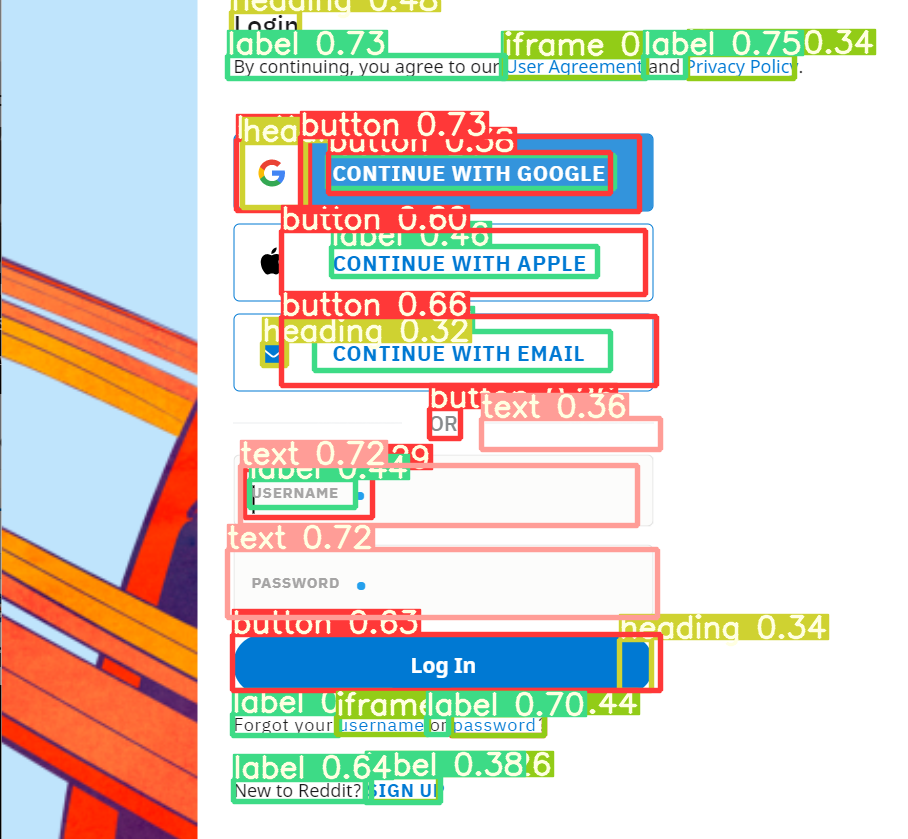 heading 0.48
Login
label 0.73 iframe 0 label 0.75 0.34
By continuing, you agree to our User Agreement and Privacy Policy.
hea button 0.73
button 0.38
CONTINUE WITH GOOGLE
button 0.60
label 0.46
CONTINUE WITH APPLE
button 0.66
heading 0.32
CONTINUE WITH EMAIL
button
text 0.36
OR
text 0.72 29
label 0.44
USERNAME
text 0.72
PASSWORD
button 0.63
heading 0.34
Log In
label 0 iframe label 0.70 .44
Forgot your username or password?
label 0.64 bel 0.38 6
New to Reddit? SIGN UP